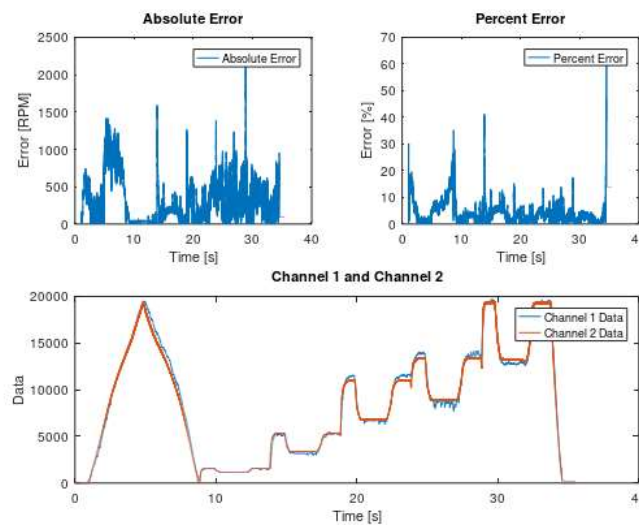 Absolute Error
Percent Error
2500
2000
1500
1000
500
0
Error [RPM]
Absolute Error
0
10
20
30
40
Time [s]
70
60
50
40
30
20
10
0
Error [%]
Percent Error
0
10
20
30
Time [s]
Channel 1 and Channel 2
20000
15000
10000
5000
0
Data
Channel 1 Data
Channel 2 Data
0
10
20
30
Time [s]